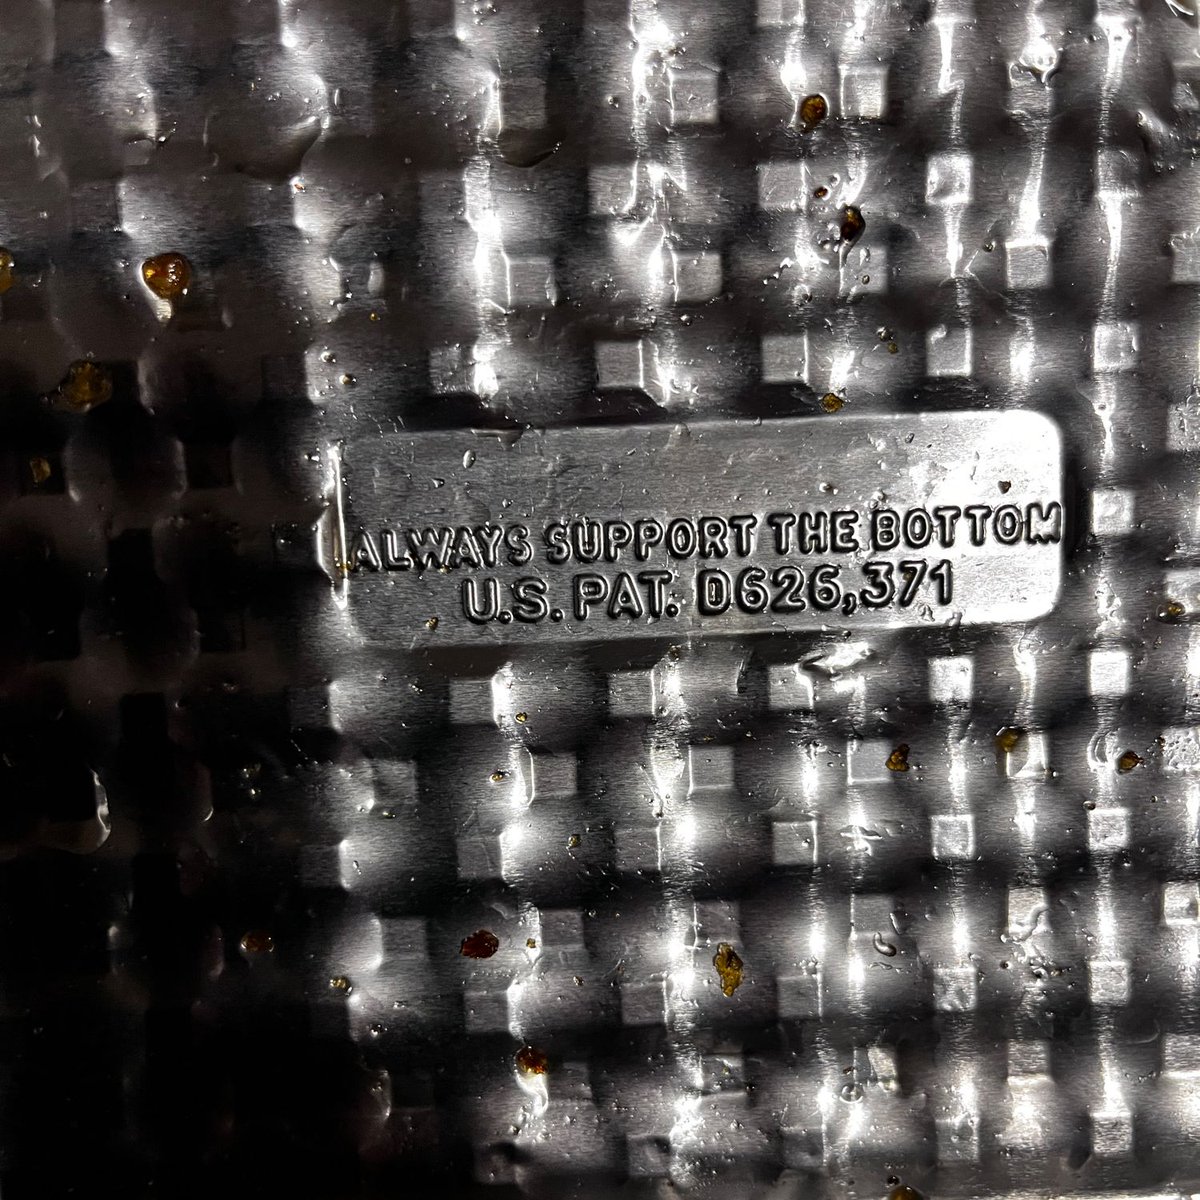 ALWAYS SUPPORT THE BOTTOM
U.S. PAT. D626,371